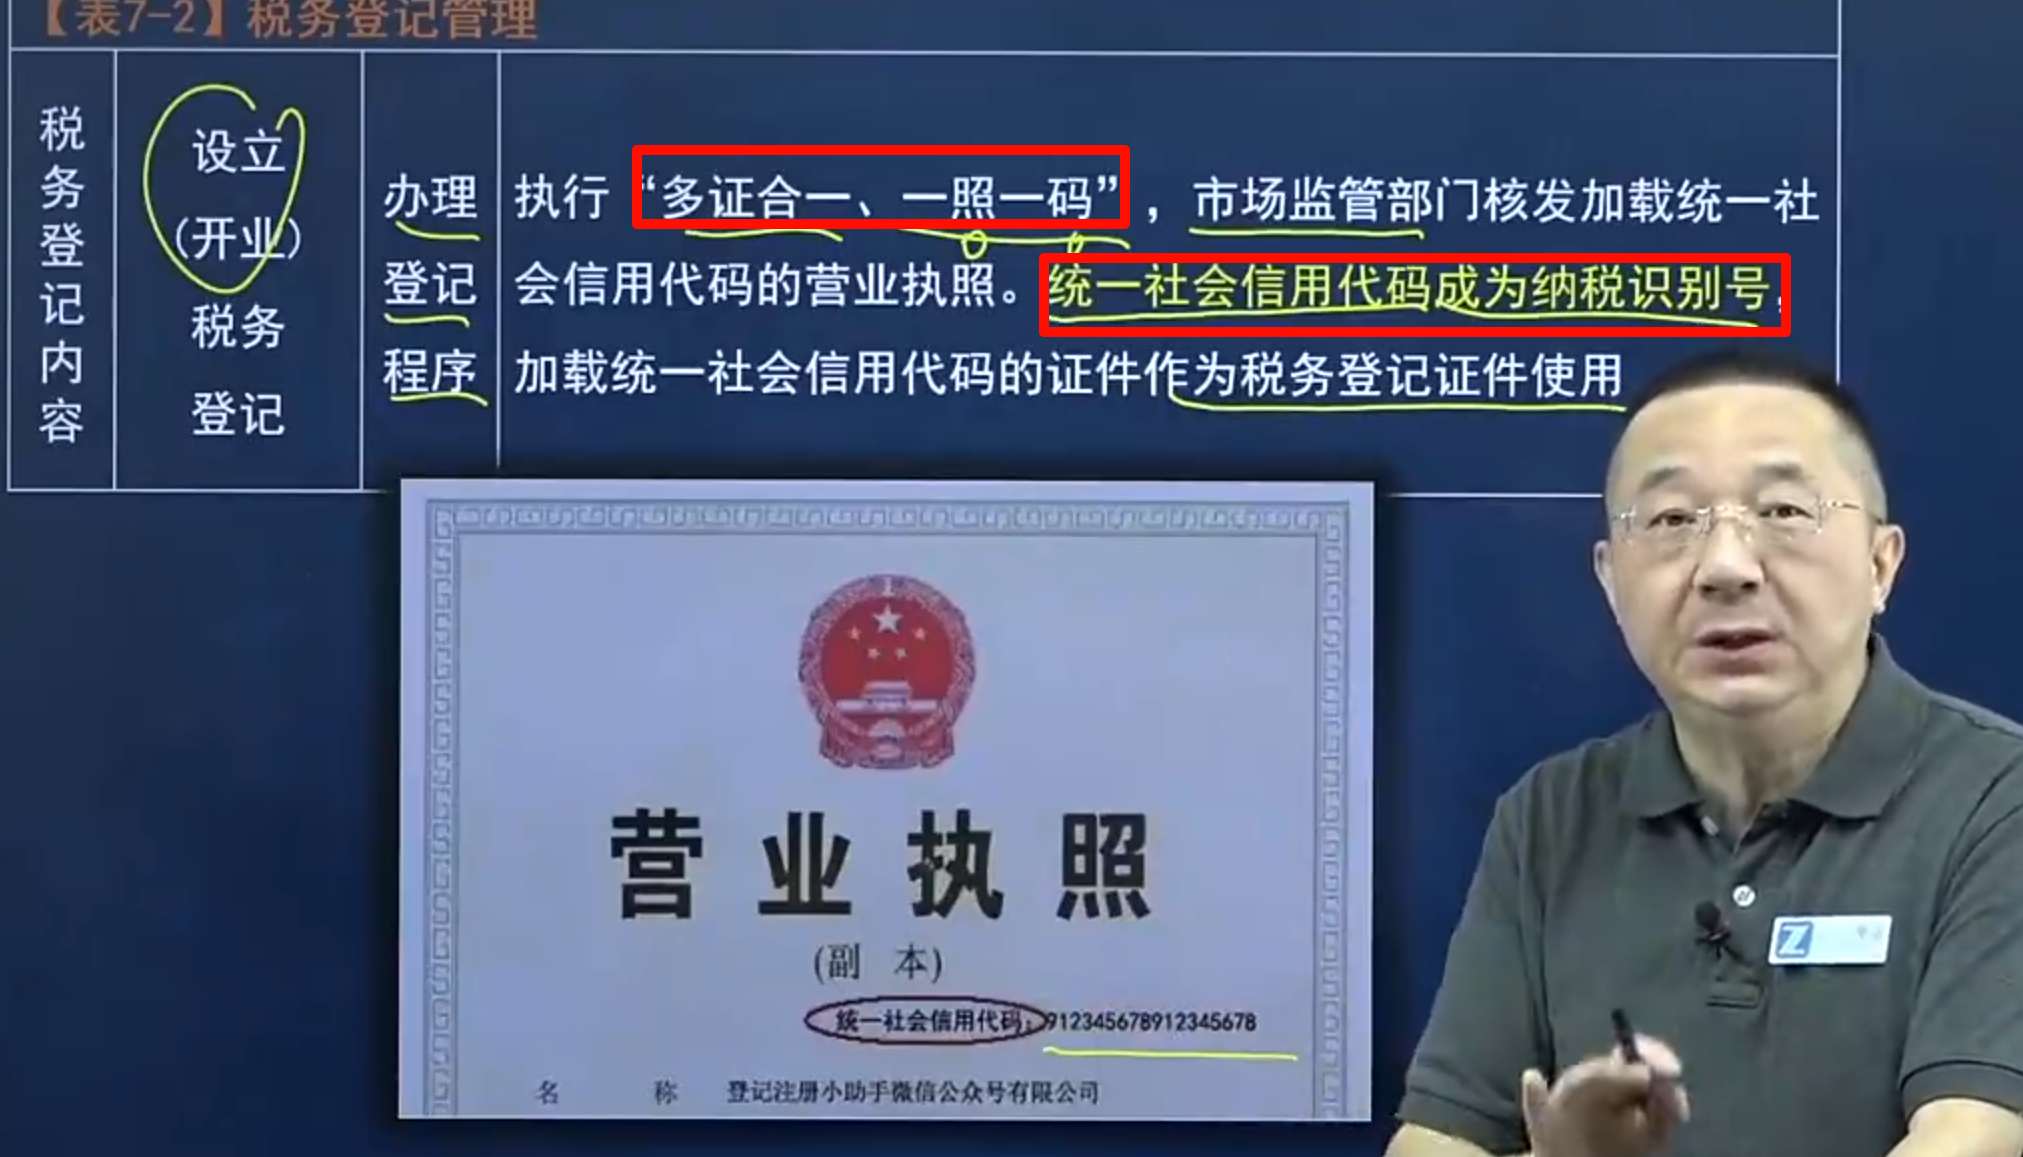 【表7-2】税务登记管理
税务登记内容
设立
(开业)
税务
登记
办理
登记
程序
执行“多证合一、一照一码”，市场监管部门核发加载统一社
会信用代码的营业执照。统一社会信用代码成为纳税识别号，
加载统一社会信用代码的证件作为税务登记证件使用
营业执照
(副 本)
统一社会信用代码：912345678912345678
名 称 登记注册小助手微信公众号有限公司
Z